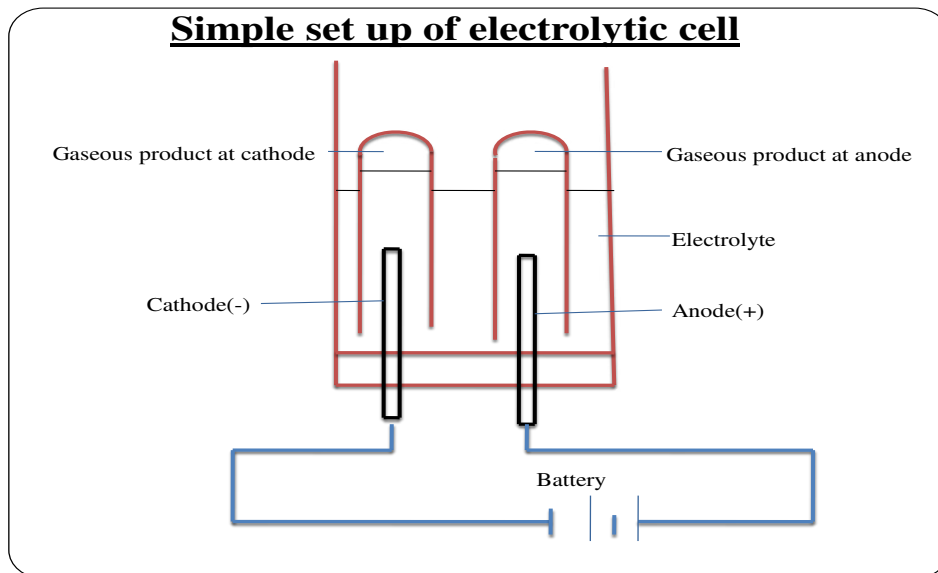 Simple set up of electrolytic cell
Gaseous product at cathode
Gaseous product at anode
Electrolyte
Cathode(-)
Anode(+)
Battery